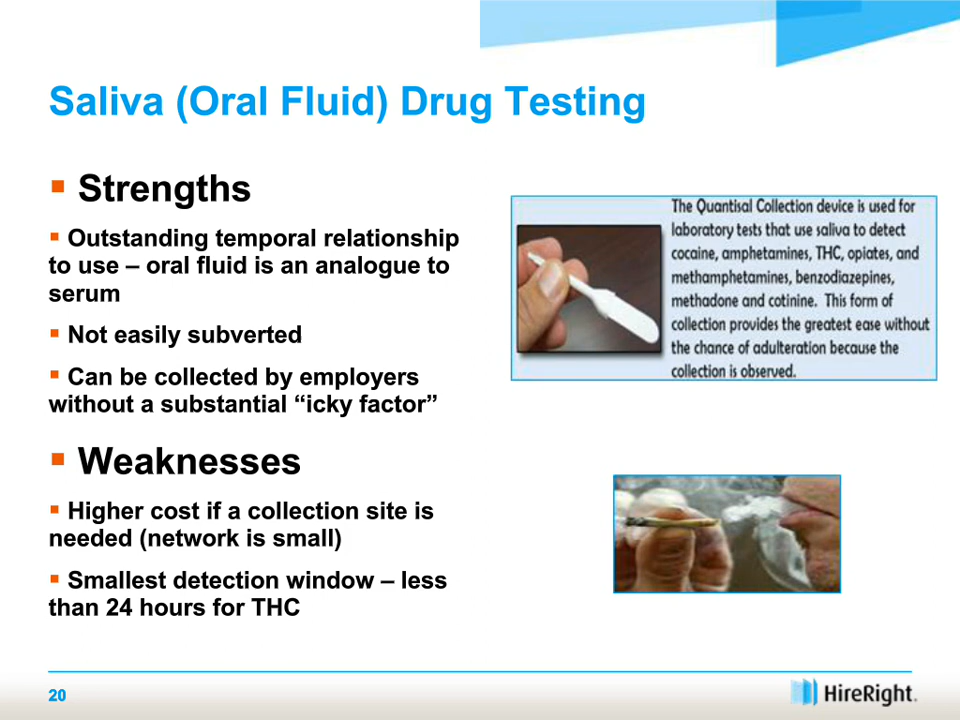 Saliva (Oral Fluid) Drug Testing
▪ Strengths
▪ Outstanding temporal relationship
to use – oral fluid is an analogue to
serum
▪ Not easily subverted
▪ Can be collected by employers
without a substantial “icky factor”
▪ Weaknesses
▪ Higher cost if a collection site is
needed (network is small)
▪ Smallest detection window – less
than 24 hours for THC
The Quantisal Collection device is used for
laboratory tests that use saliva to detect
cocaine, amphetamines, THC, opiates, and
methamphetamines, benzodiazepines,
methadone and cotinine. This form of
collection provides the greatest ease without
the chance of adulteration because the
collection is observed.
20
HireRight.